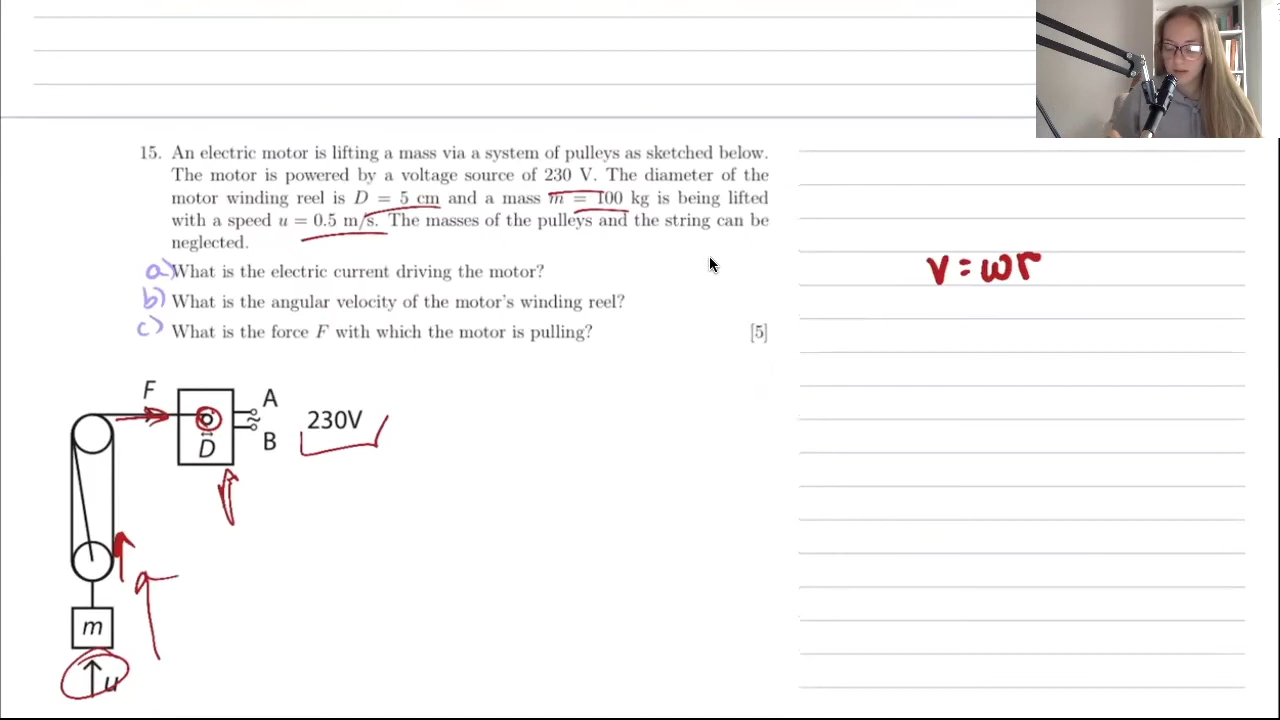 15. An electric motor is lifting a mass via a system of pulleys as sketched below.
The motor is powered by a voltage source of 230 V. The diameter of the
motor winding reel is D = 5 cm and a mass m = 100 kg is being lifted
with a speed u = 0.5 m/s. The masses of the pulleys and the string can be
neglected.
a) What is the electric current driving the motor?
b) What is the angular velocity of the motor's winding reel?
c) What is the force F with which the motor is pulling? [5]
v = ωr
F
A
230V
D
B
m
u